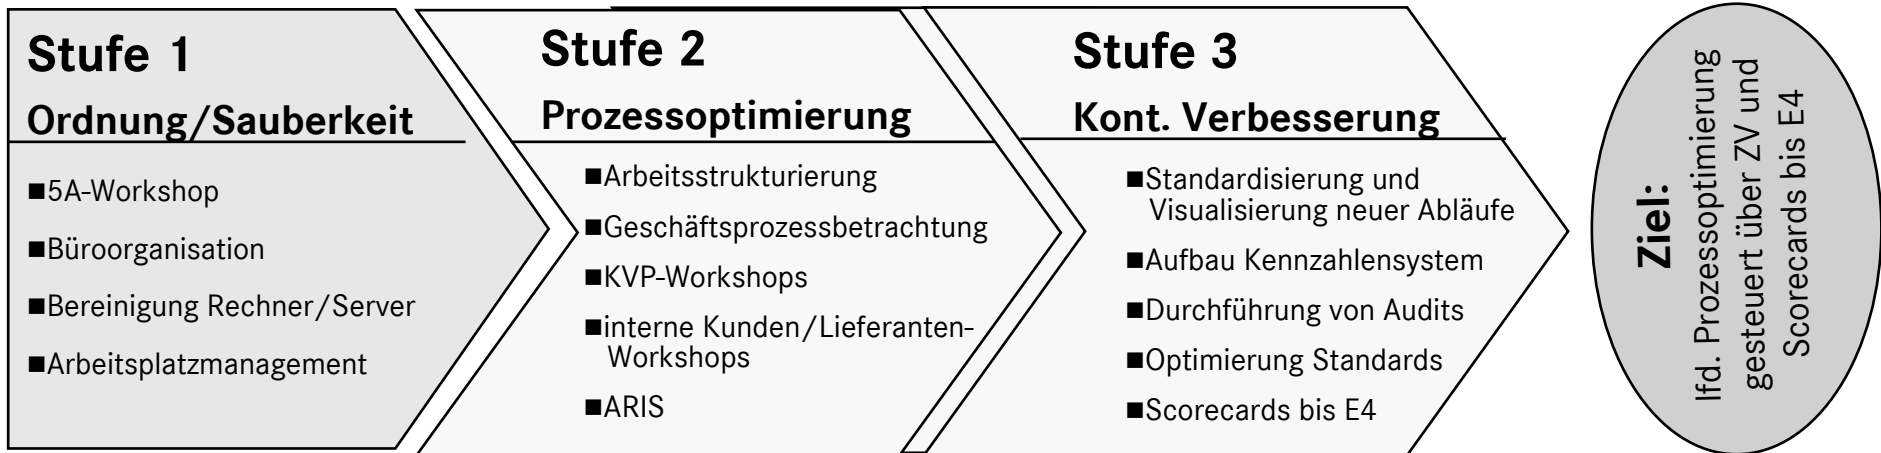 Stufe 1
Ordnung/Sauberkeit
■5A-Workshop
■Büroorganisation
■Bereinigung Rechner/Server
■Arbeitsplatzmanagement
Stufe 2
Prozessoptimierung
■Arbeitsstrukturierung
■Geschäftsprozessbetrachtung
■KVP-Workshops
■interne Kunden/Lieferanten-
Workshops
■ARIS
Stufe 3
Kont. Verbesserung
■Standardisierung und
Visualisierung neuer Abläufe
■Aufbau Kennzahlensystem
■Durchführung von Audits
■Optimierung Standards
■Scorecards bis E4
Ziel:
lfd. Prozessoptimierung
gesteuert über ZV und
Scorecards bis E4